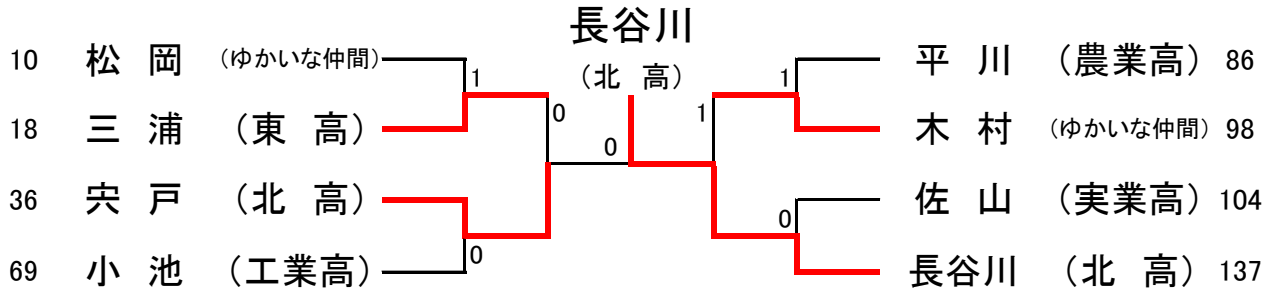 長谷川
（北　高）
10 松　岡 （ゆかいな仲間）
1
18 三　浦 （東　高）
0
36 宍　戸 （北　高）
0
69 小　池 （工業高）
0
平　川 （農業高） 86
1
木　村 （ゆかいな仲間） 98
1
佐　山 （実業高） 104
0
長谷川 （北　高） 137